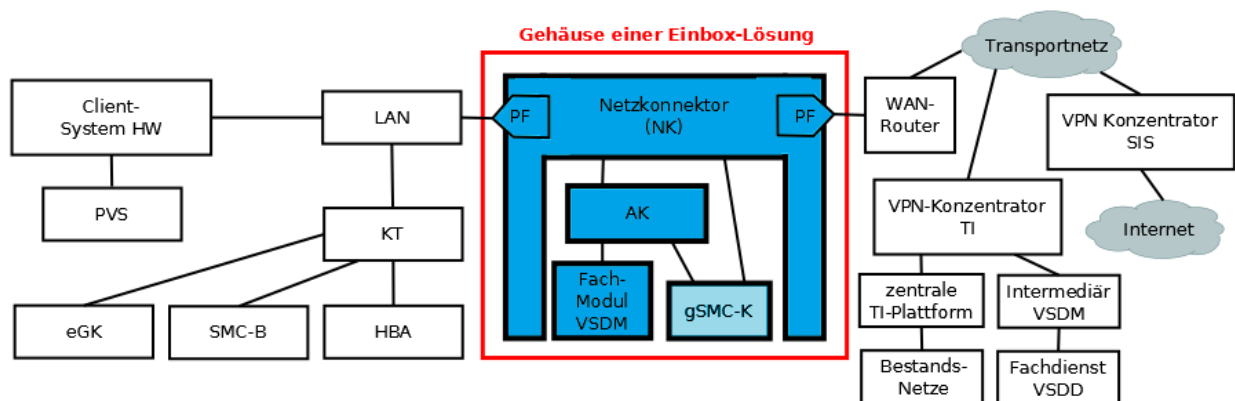 Gehäuse einer Einbox-Lösung
Client-
System HW
PVS
LAN
KT
eGK
SMC-B
HBA
PF
Netzkonnektor
(NK)
PF
AK
Fach-
Modul
VSDM
gSMC-K
WAN-
Router
Transportnetz
VPN Konzentrator
SIS
VPN-Konzentrator
TI
Internet
zentrale
TI-Plattform
Intermediär
VSDM
Bestands-
Netze
Fachdienst
VSDD